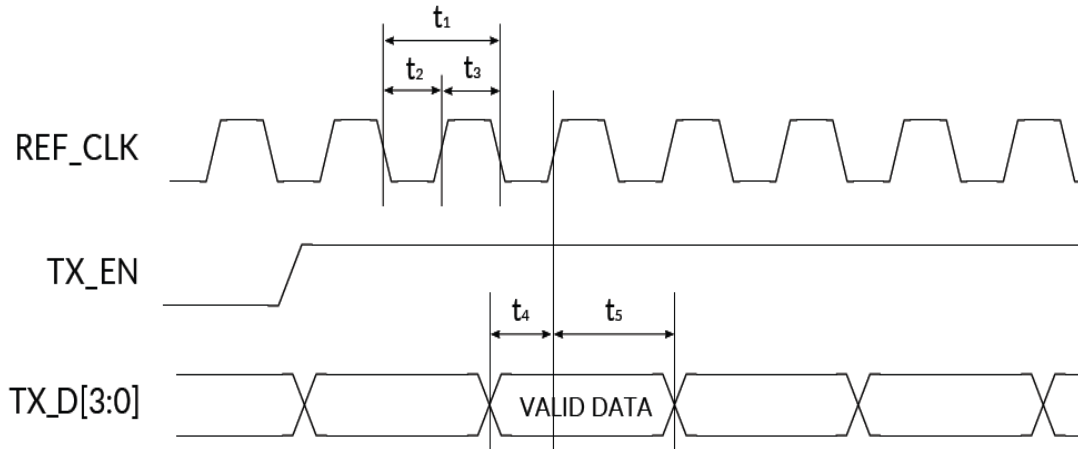 t₁
t₂ t₃
REF_CLK
TX_EN
t₄ t₅
TX_D[3:0] VALID DATA